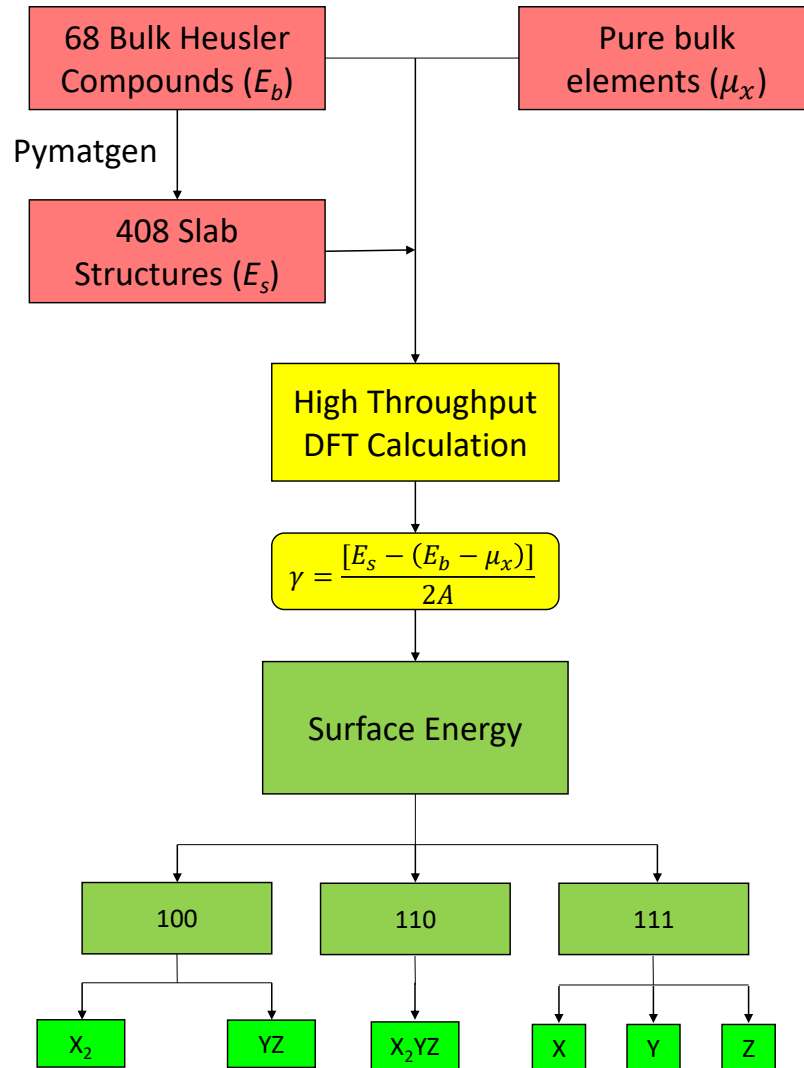 68 Bulk Heusler
Compounds (E_b)
Pure bulk
elements (μ_x)
Pymatgen
408 Slab
Structures (E_s)
High Throughput
DFT Calculation
γ = [E_s − (E_b − μ_x)] / 2A
Surface Energy
100
110
111
X₂
YZ
X₂YZ
X
Y
Z